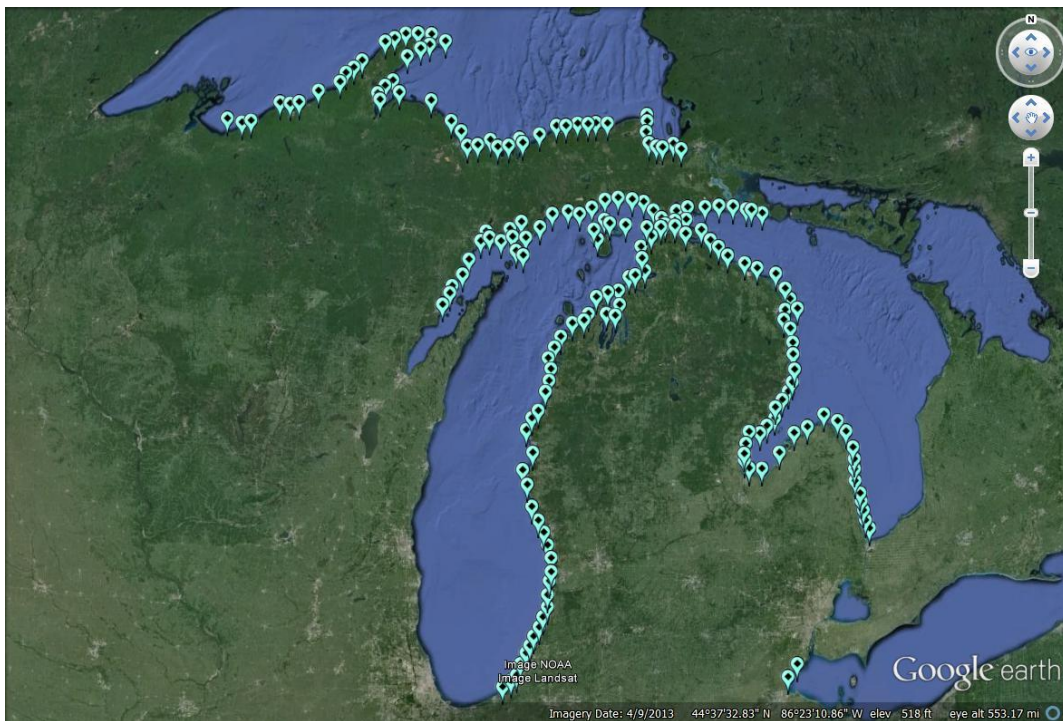 N
Image NOAA
Image Landsat
Google earth
Imagery Date: 4/9/2013 44°37'32.83" N 86°23'10.86" W elev 518 ft eye alt 553.17 mi